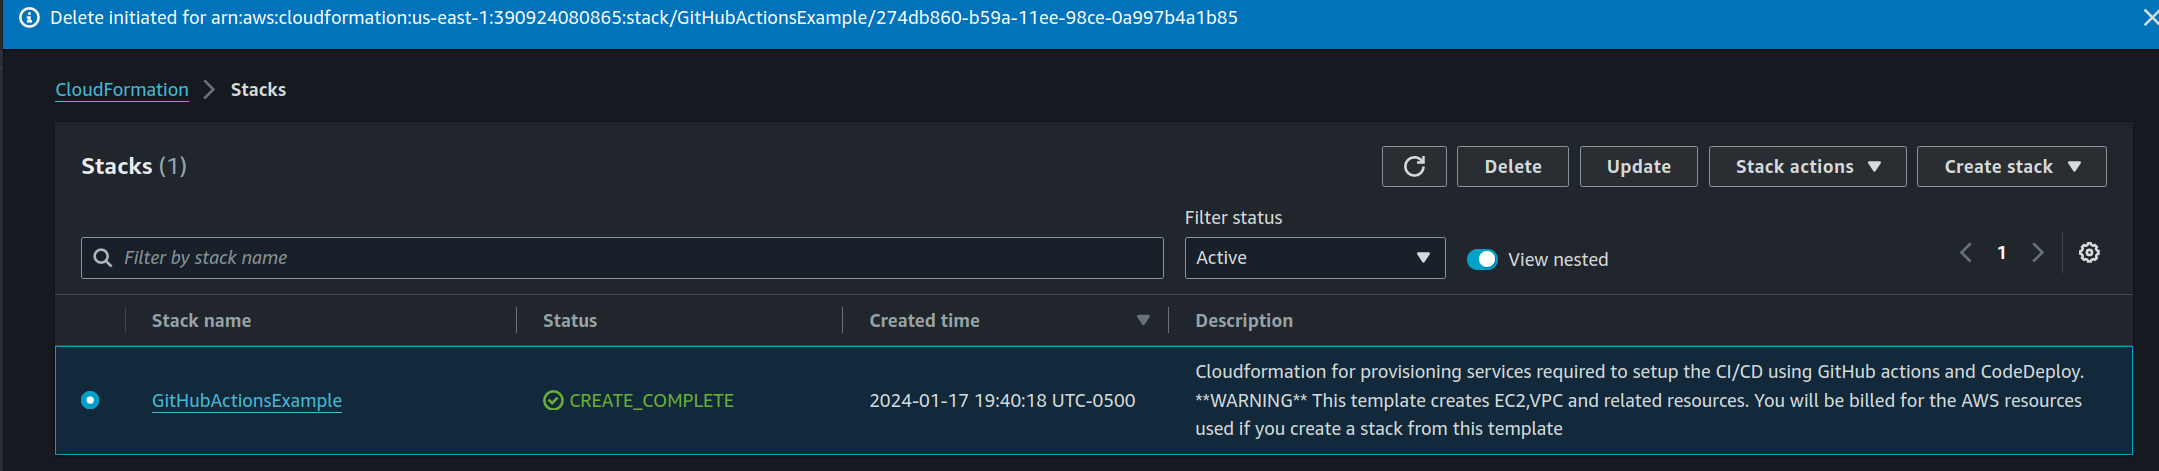 Delete initiated for arn:aws:cloudformation:us-east-1:390924080865:stack/GitHubActionsExample/274db860-b59a-11ee-98ce-0a997b4a1b85
CloudFormation Stacks
Stacks (1)
Delete Update Stack actions Create stack
Filter status
Filter by stack name Active View nested 1
Stack name Status Created time Description
GitHubActionsExample CREATE_COMPLETE 2024-01-17 19:40:18 UTC-0500
Cloudformation for provisioning services required to setup the CI/CD using GitHub actions and CodeDeploy.
**WARNING** This template creates EC2,VPC and related resources. You will be billed for the AWS resources
used if you create a stack from this template